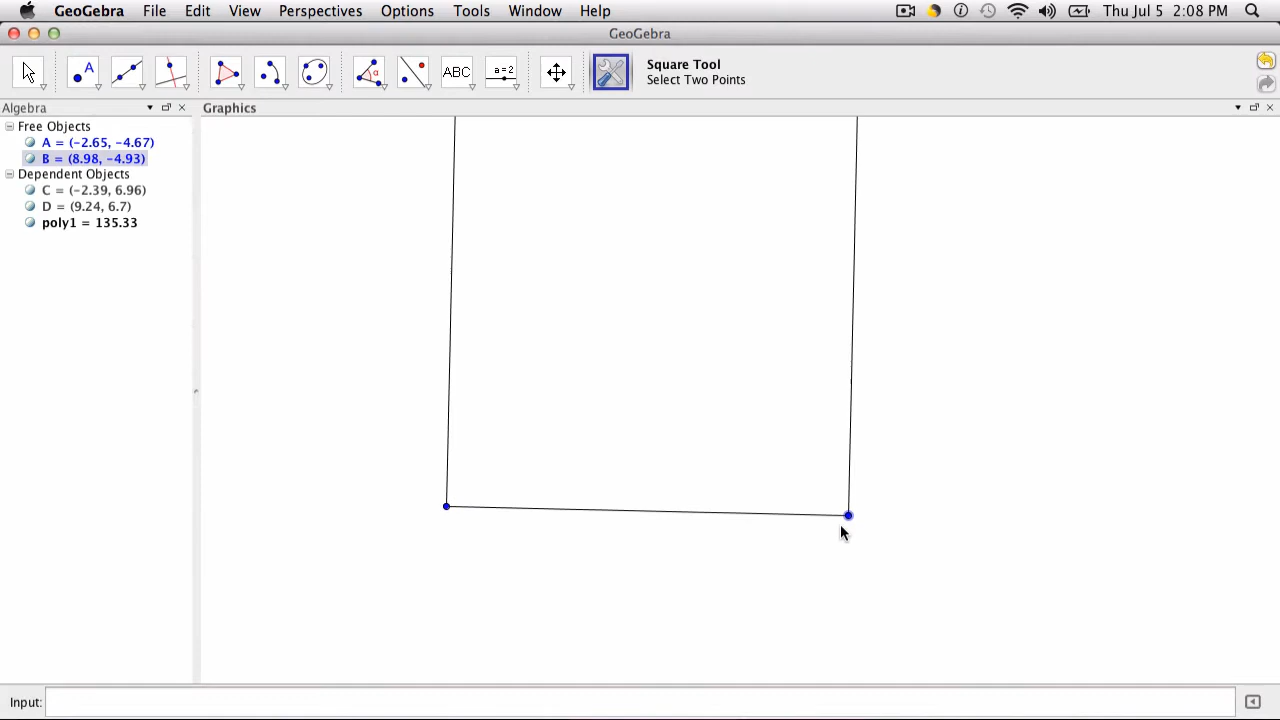 GeoGebra File Edit View Perspectives Options Tools Window Help Thu Jul 5 2:08 PM
GeoGebra
A ABC a=2 α
Square Tool
Select Two Points
Algebra Graphics
Free Objects
A = (-2.65, -4.67)
B = (8.98, -4.93)
Dependent Objects
C = (-2.39, 6.96)
D = (9.24, 6.7)
poly1 = 135.33
Input: